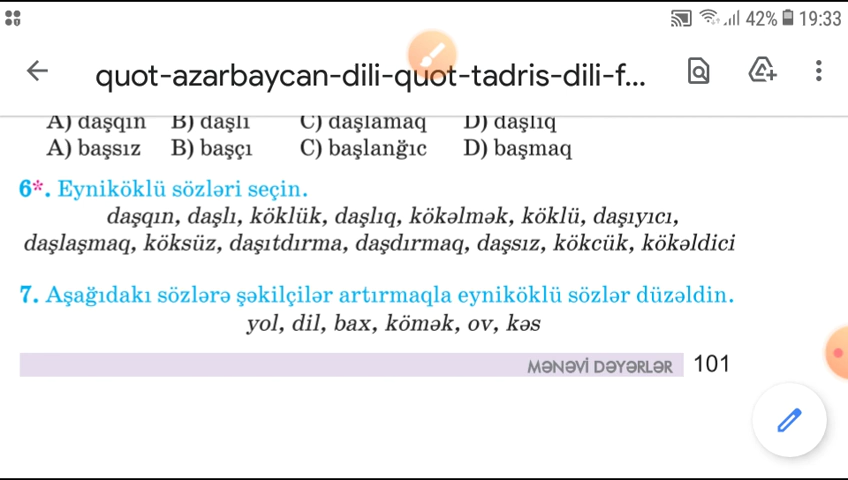 42% 19:33
quot-azarbaycan-dili-quot-tadris-dili-f...
A) daşqın B) daşlı C) daşlamaq D) daşlıq
A) başsız B) başçı C) başlanğıc D) başmaq
6*. Eyniköklü sözləri seçin.
daşqın, daşlı, köklük, daşlıq, kökəlmək, köklü, daşıyıcı,
daşlaşmaq, köksüz, daşıtdırma, daşdırmaq, daşsız, kökcük, kökəldici
7. Aşağıdakı sözlərə şəkilçilər artırmaqla eyniköklü sözlər düzəldin.
yol, dil, bax, kömək, ov, kəs
MƏNƏVİ DƏYƏRLƏR 101